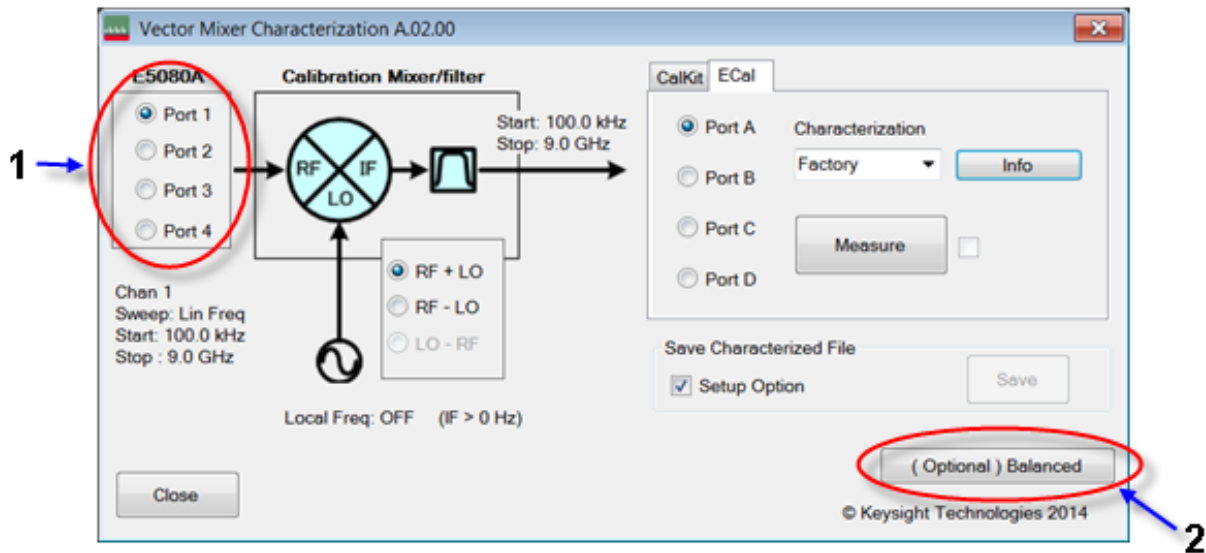 Vector Mixer Characterization A.02.00
E5080A
Port 1
Port 2
Port 3
Port 4
1
Chan 1
Sweep: Lin Freq
Start: 100.0 kHz
Stop : 9.0 GHz
Calibration Mixer/filter
RF
IF
LO
Start: 100.0 kHz
Stop: 9.0 GHz
RF + LO
RF - LO
LO - RF
Local Freq: OFF (IF > 0 Hz)
CalKit
ECal
Port A
Port B
Port C
Port D
Characterization
Factory
Info
Measure
Save Characterized File
Setup Option
Save
( Optional ) Balanced
2
Close
© Keysight Technologies 2014